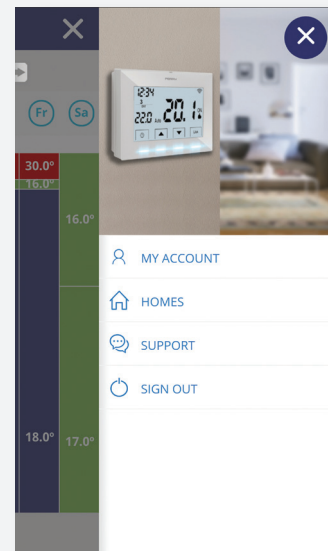 Fr
Sa
30.0°
16.0°
16.0°
18.0°
17.0°
12:34
22.0
20.1
MY ACCOUNT
HOMES
SUPPORT
SIGN OUT